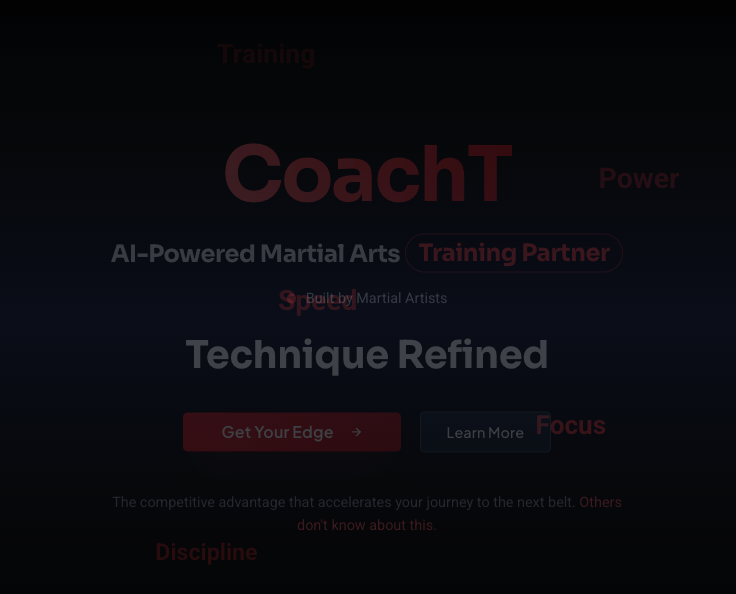 Training
CoachT
Power
AI-Powered Martial Arts Training Partner
Speed
Built by Martial Artists
Technique Refined
Get Your Edge →
Learn More
Focus
The competitive advantage that accelerates your journey to the next belt. Others
don't know about this.
Discipline